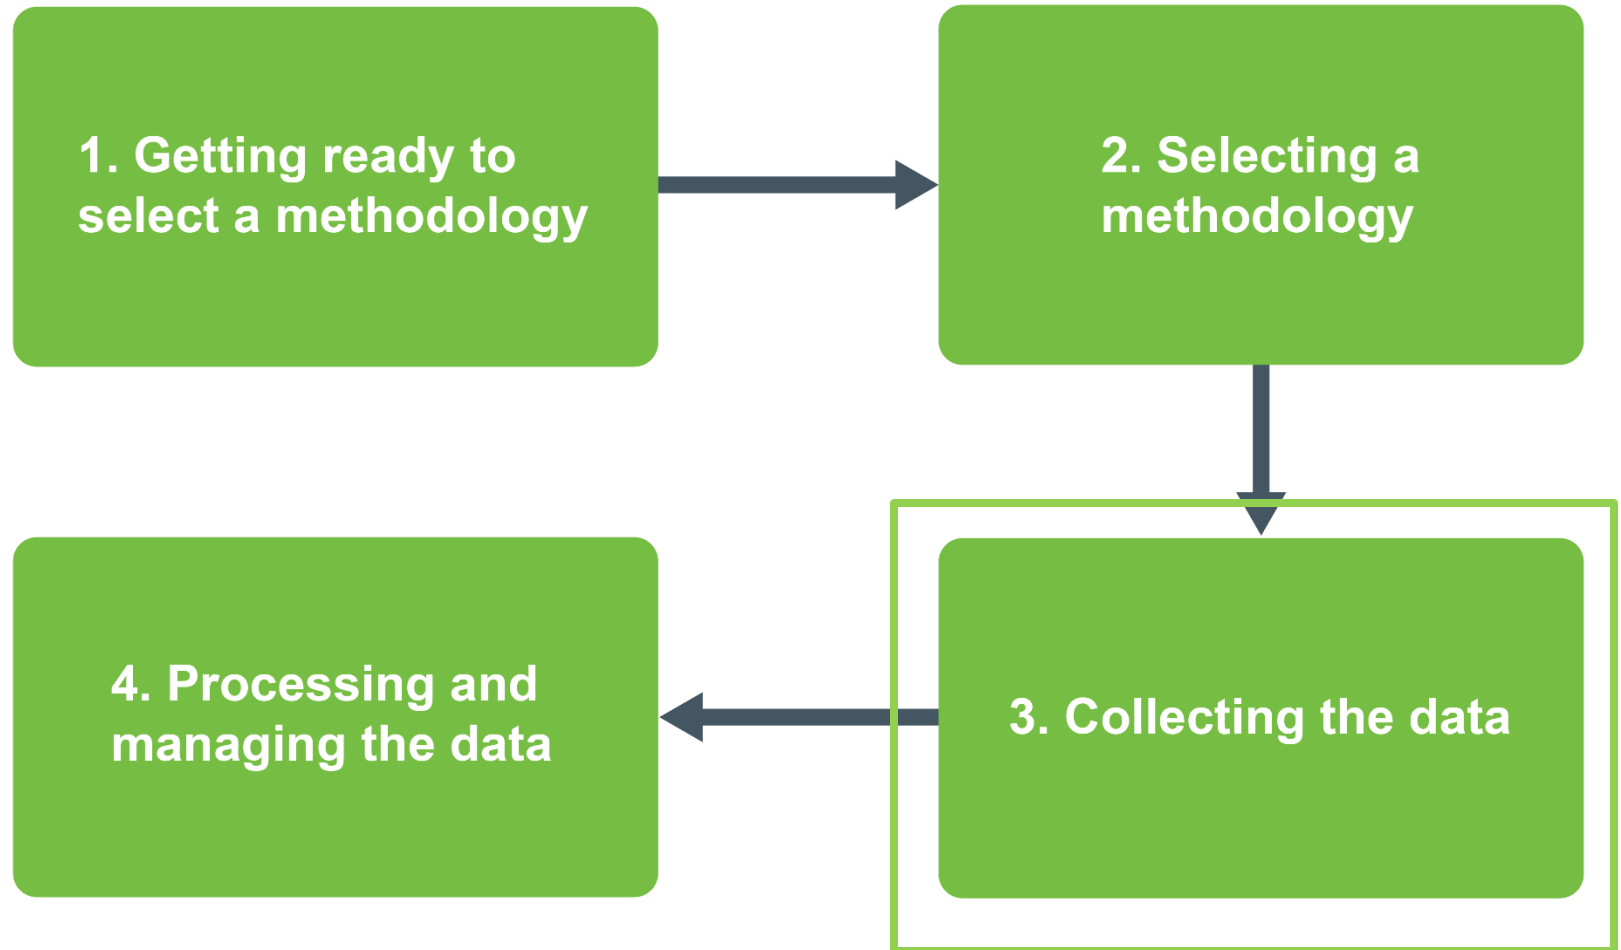 1. Getting ready to
select a methodology
2. Selecting a
methodology
3. Collecting the data
4. Processing and
managing the data